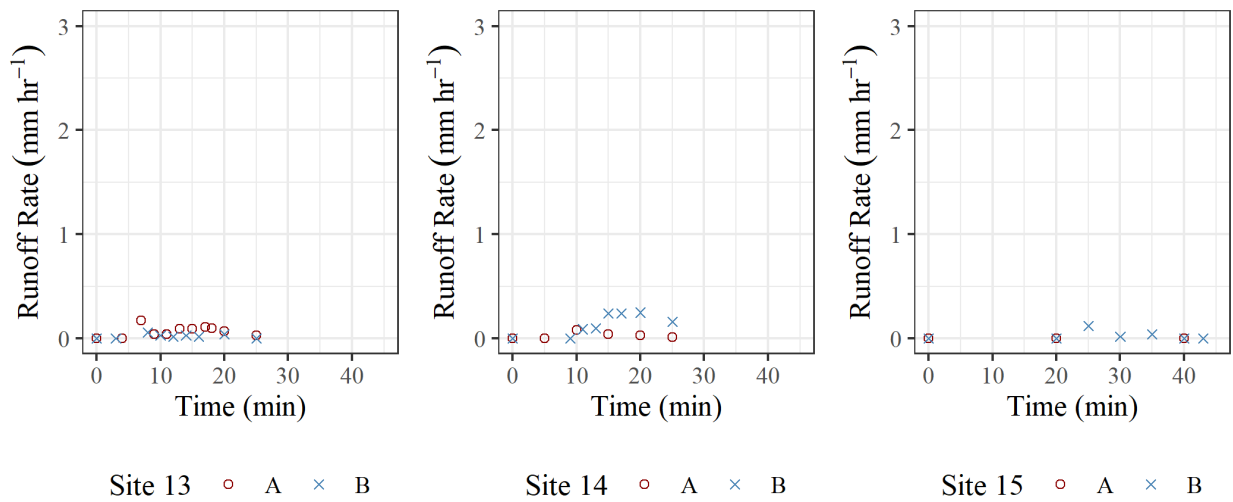 3
2
1
0
Runoff Rate (mm hr⁻¹)
0 10 20 30 40
Time (min)
Site 13 A B
3
2
1
0
Runoff Rate (mm hr⁻¹)
0 10 20 30 40
Time (min)
Site 14 A B
3
2
1
0
Runoff Rate (mm hr⁻¹)
0 10 20 30 40
Time (min)
Site 15 A B